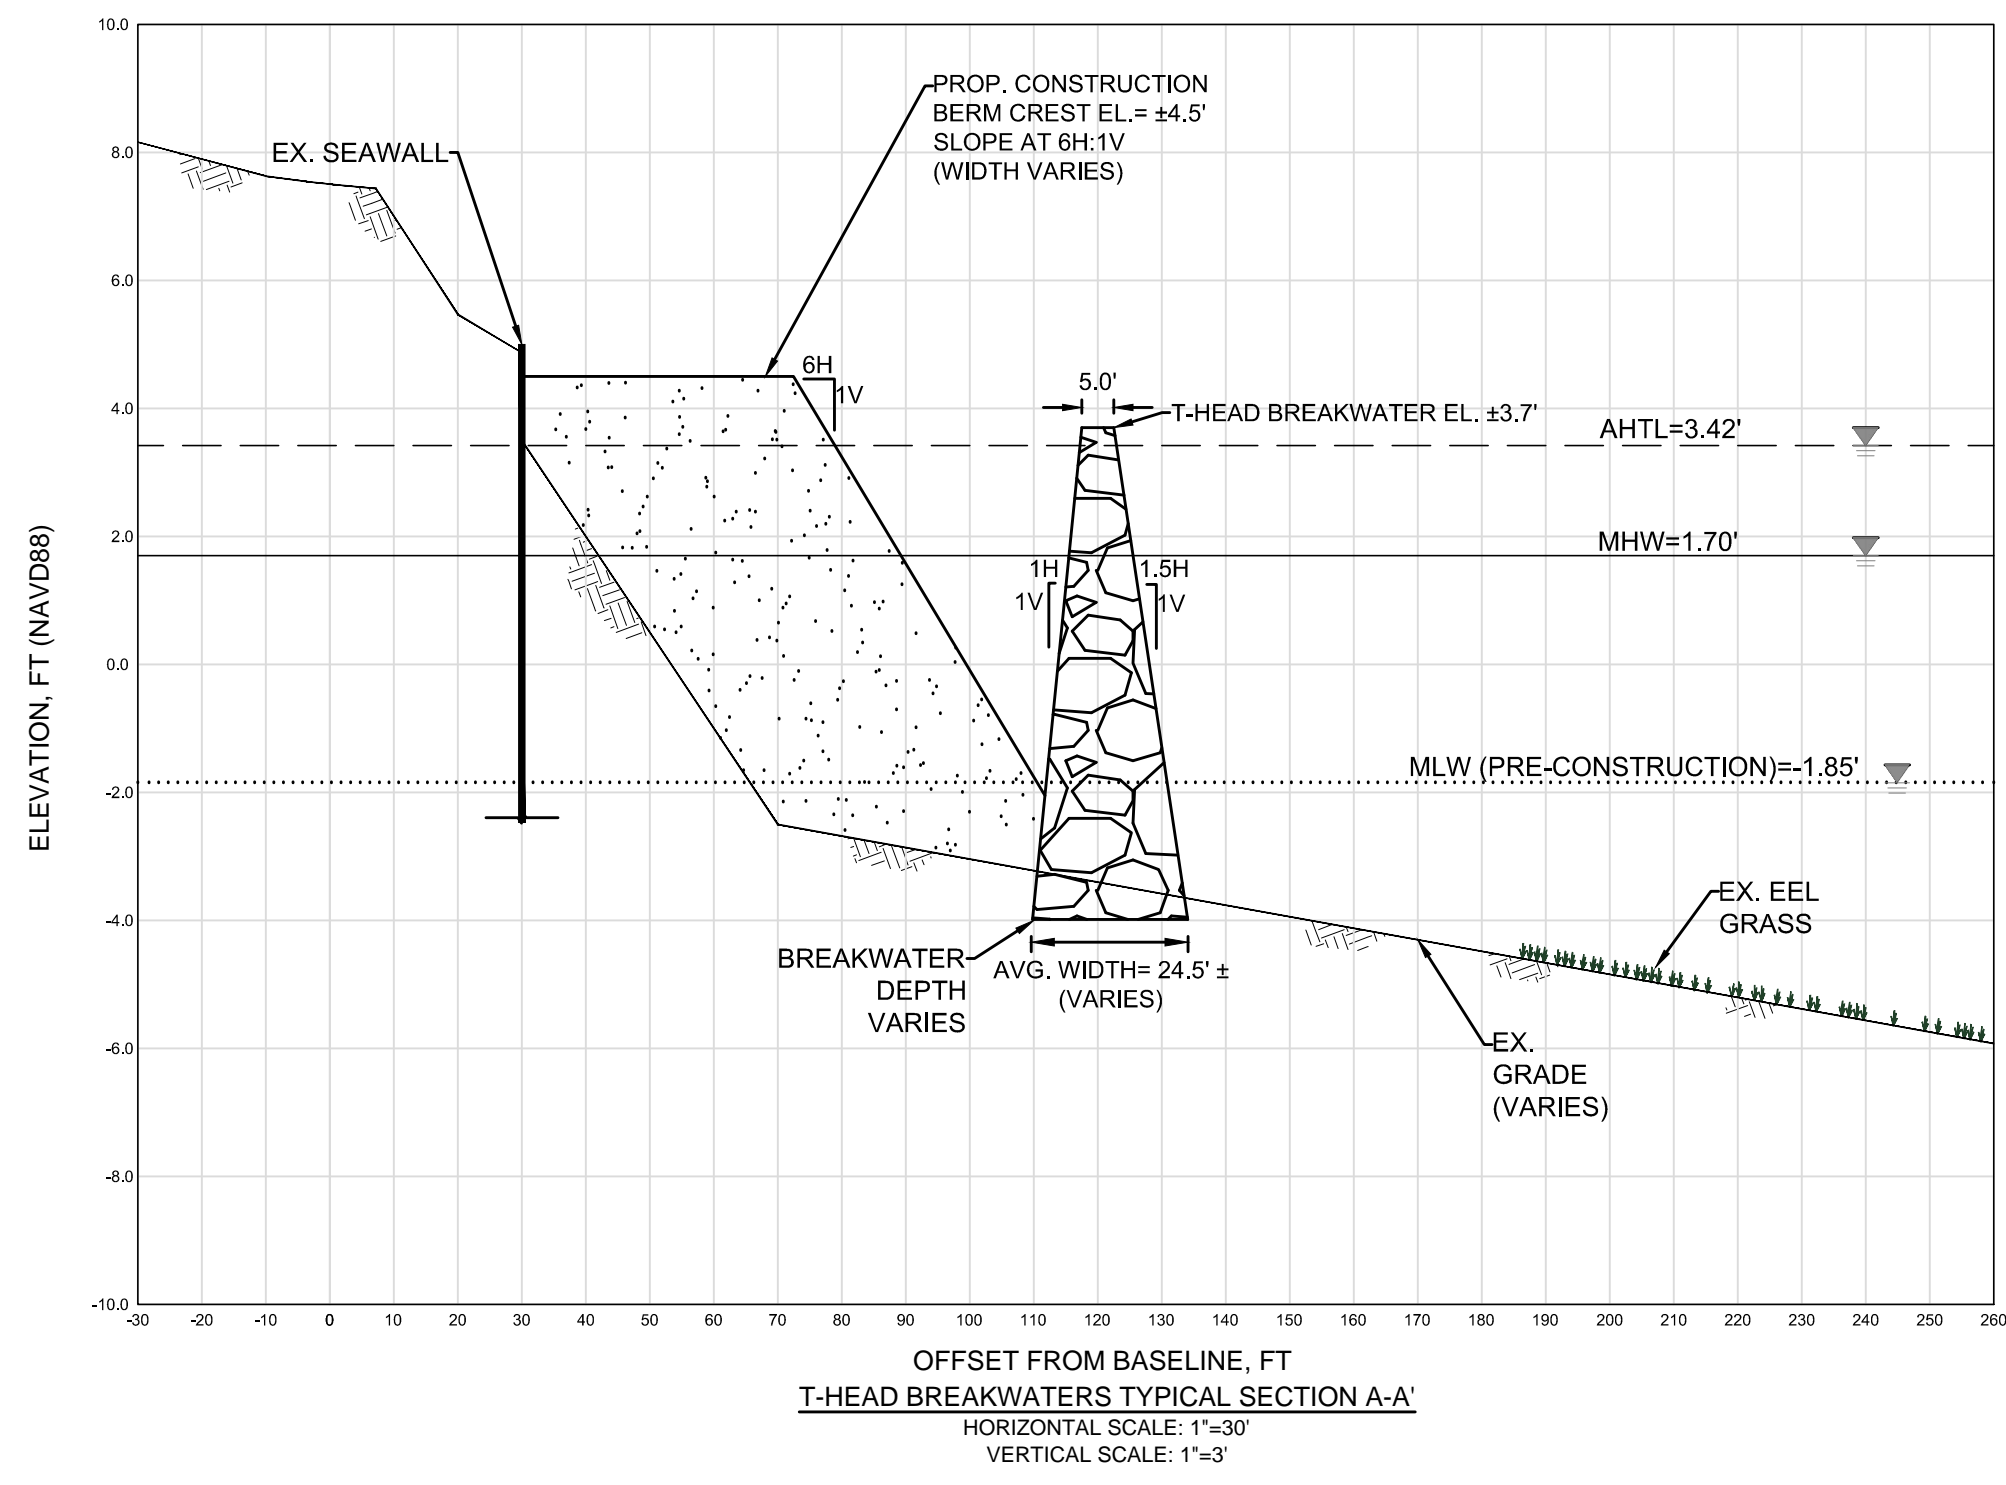 10.0
8.0
6.0
4.0
2.0
0.0
-2.0
-4.0
-6.0
-8.0
-10.0
ELEVATION, FT (NAVD88)
EX. SEAWALL
PROP. CONSTRUCTION
BERM CREST EL.= ±4.5'
SLOPE AT 6H:1V
(WIDTH VARIES)
6H
1V
5.0'
T-HEAD BREAKWATER EL. ±3.7'
AHTL=3.42'
MHW=1.70'
1H
1V
1.5H
1V
MLW (PRE-CONSTRUCTION)=-1.85'
BREAKWATER
DEPTH
VARIES
AVG. WIDTH= 24.5' ±
(VARIES)
EX. EEL
GRASS
EX.
GRADE
(VARIES)
-30 -20 -10 0 10 20 30 40 50 60 70 80 90 100 110 120 130 140 150 160 170 180 190 200 210 220 230 240 250 260
OFFSET FROM BASELINE, FT
T-HEAD BREAKWATERS TYPICAL SECTION A-A'
HORIZONTAL SCALE: 1"=30'
VERTICAL SCALE: 1"=3'